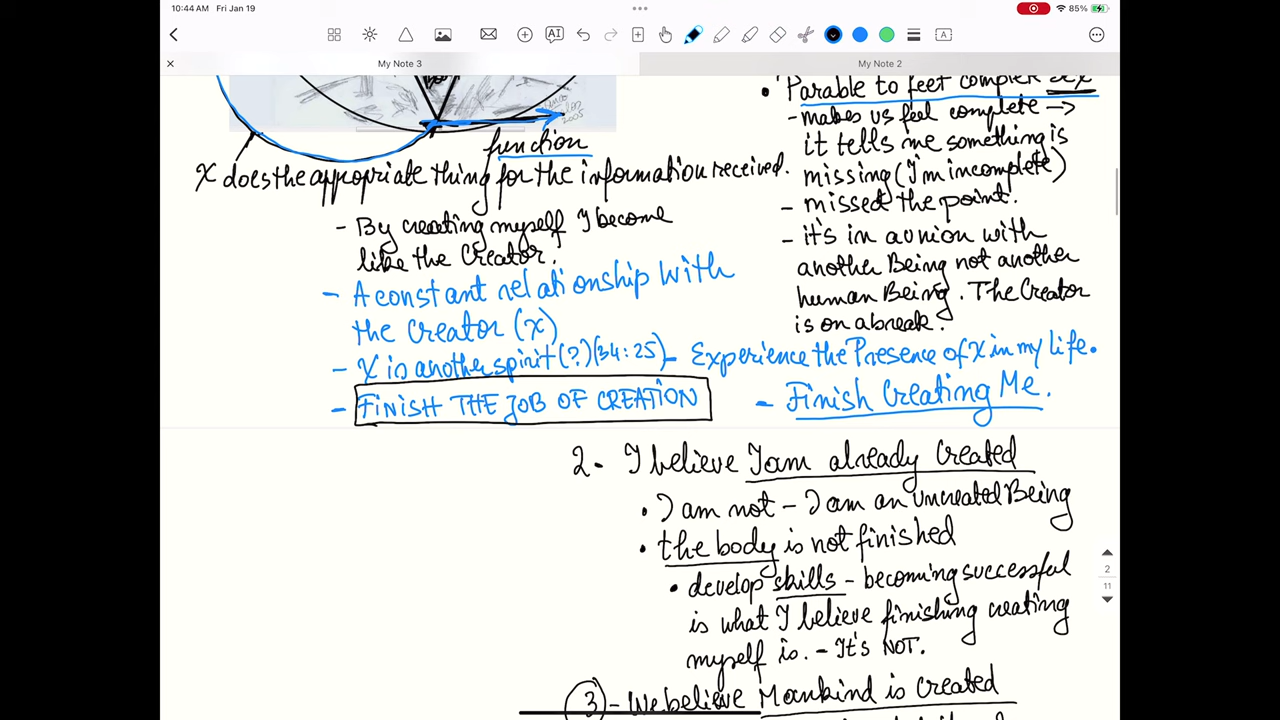 10:44 AM Fri Jan 19
85%
My Note 3
My Note 2
function
X does the appropriate thing for the information received.
- By creating myself I become
like the Creator.
- A constant relationship with
the Creator (x)
- X is another spirit (?) (34:25) - Experience the Presence of X in my life.
- FINISH THE JOB OF CREATION
- Finish Creating Me.
• Parable to feet complex Sex
- makes us feel complete →
it tells me something is
missing (I'm incomplete)
- missed the point.
- it's in a union with
another Being not another
human Being. The Creator
is on a break.
2. I believe I am already Created
• I am not - I am an uncreated Being
• the body is not finished
• develop skills - becoming successful
is what I believe finishing creating
myself is. - It's NOT.
3 - We believe Mankind is created
2
11